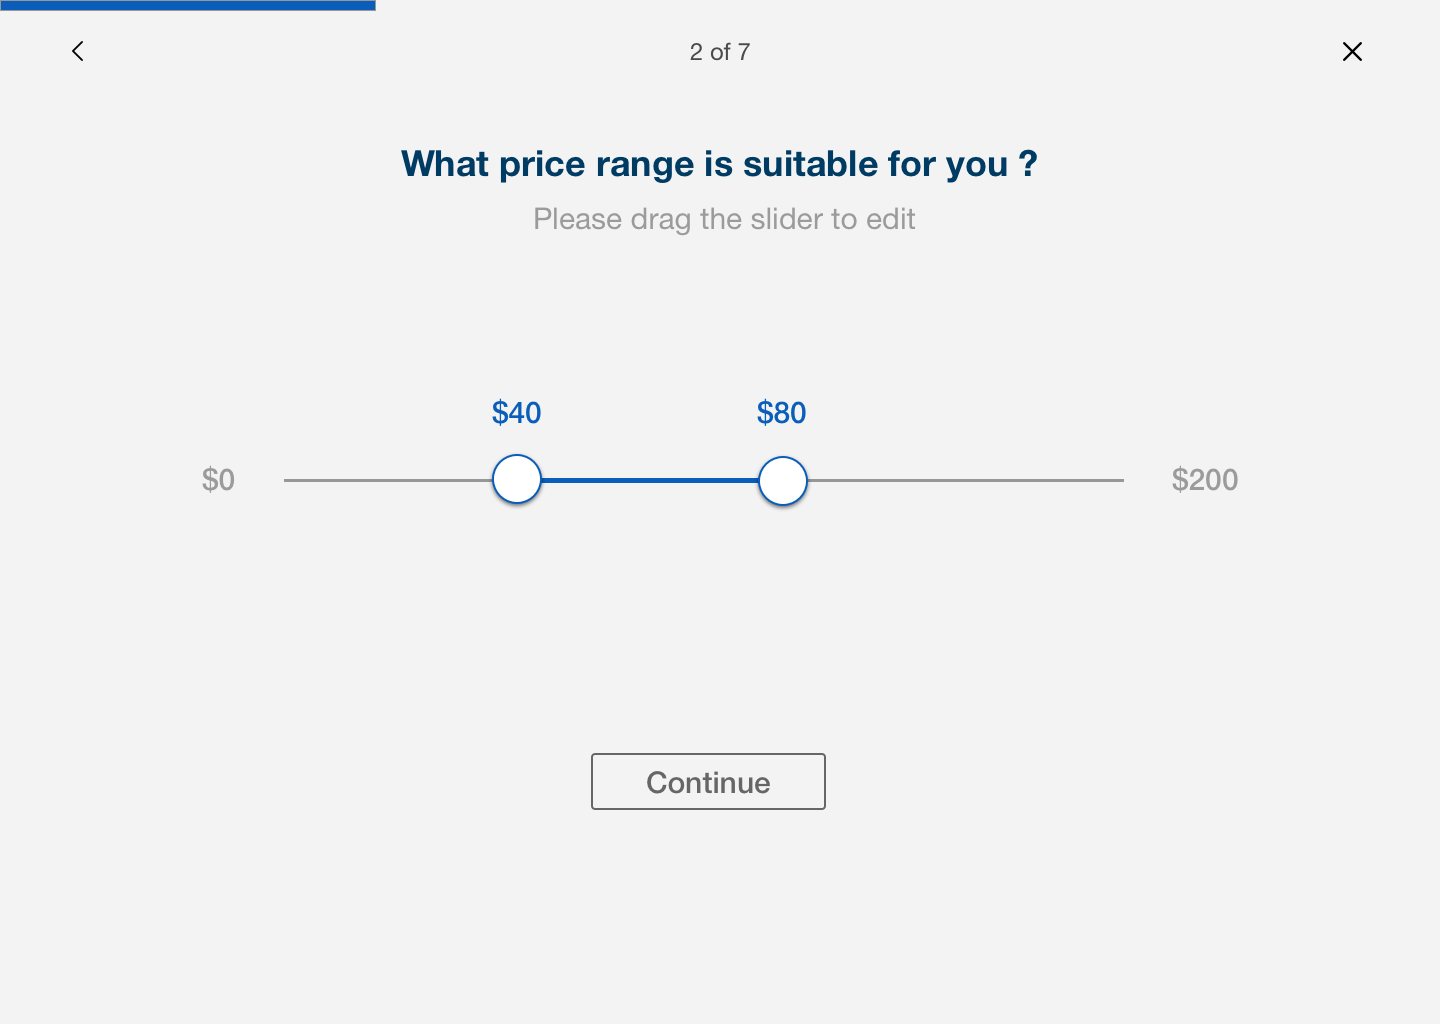 2 of 7
What price range is suitable for you ?
Please drag the slider to edit
$40 $80
$0 $200
Continue